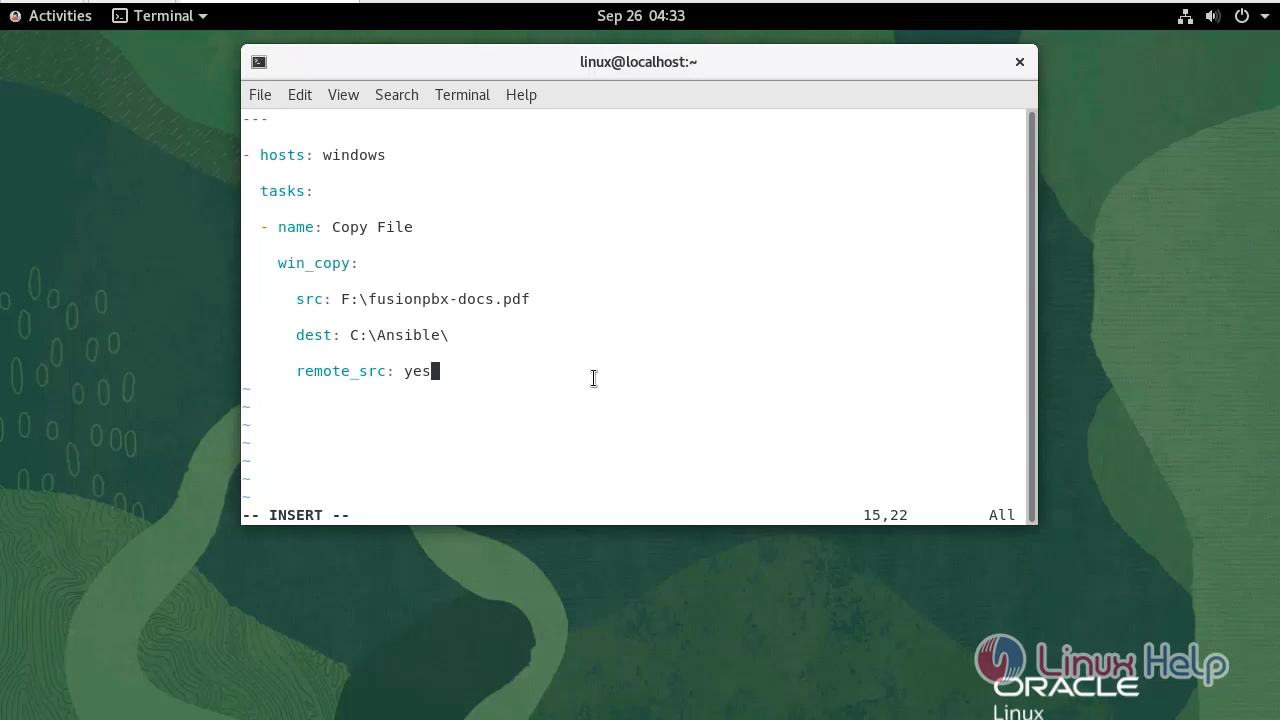 Activities Terminal Sep 26 04:33
linux@localhost:~ ×
File Edit View Search Terminal Help
---
- hosts: windows
tasks:
- name: Copy File
win_copy:
src: F:\fusionpbx-docs.pdf
dest: C:\Ansible\
remote_src: yes
~
~
~
~
~
~
~
-- INSERT -- 15,22 All
Linux Help
ORACLE
Linux